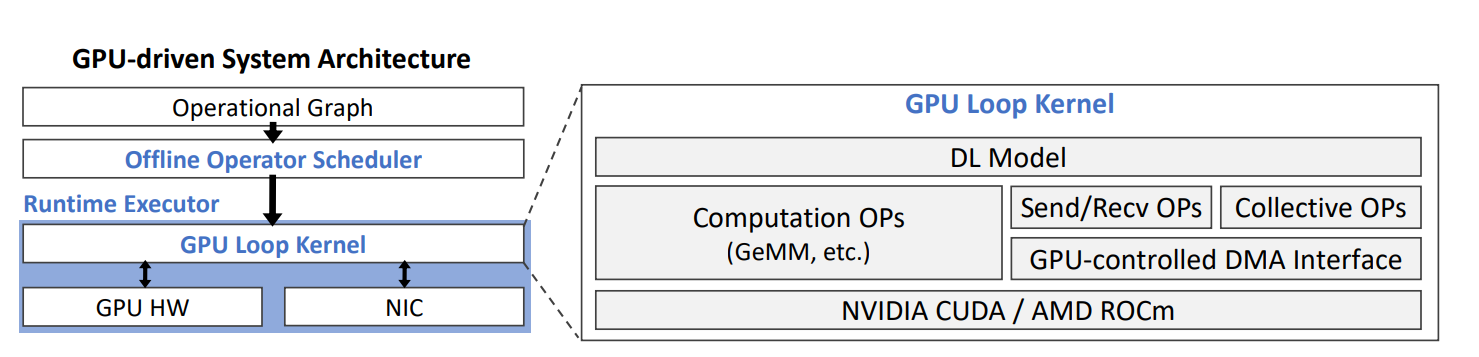 GPU-driven System Architecture
Operational Graph
Offline Operator Scheduler
Runtime Executor
GPU Loop Kernel
GPU HW
NIC
GPU Loop Kernel
DL Model
Computation OPs
(GeMM, etc.)
Send/Recv OPs
Collective OPs
GPU-controlled DMA Interface
NVIDIA CUDA / AMD ROCm